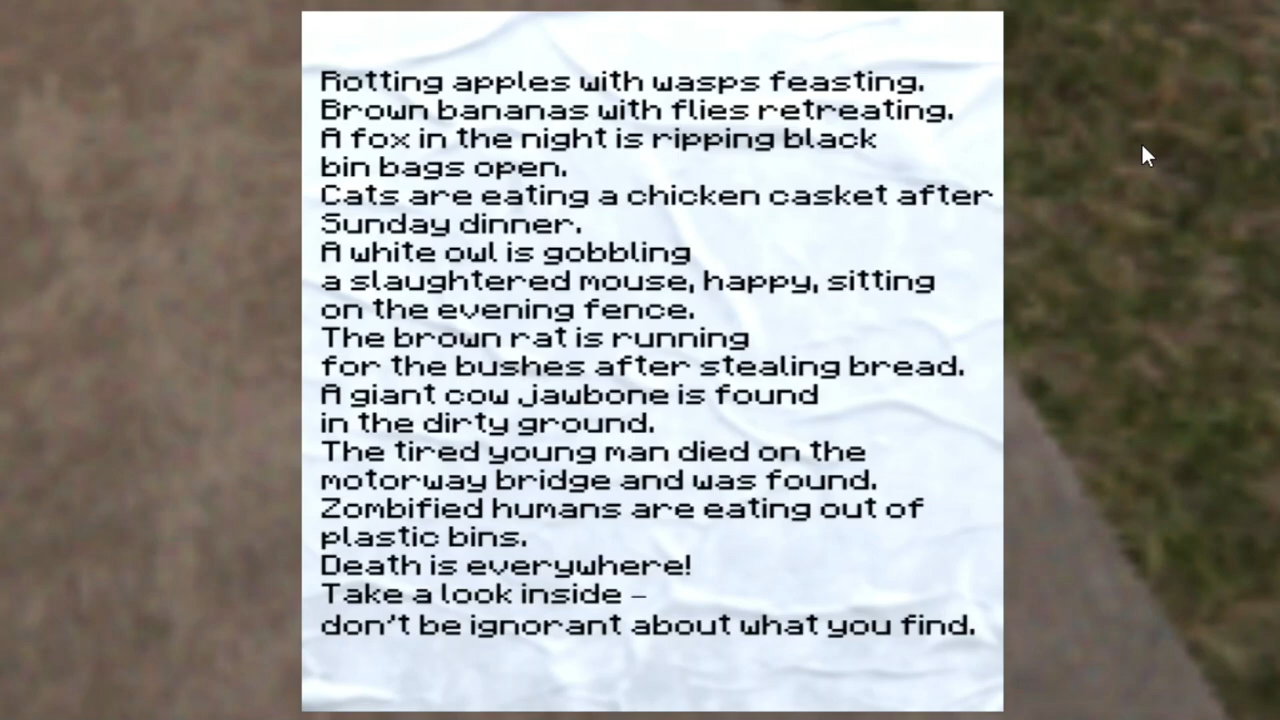 Rotting apples with wasps feasting.
Brown bananas with flies retreating.
A fox in the night is ripping black
bin bags open.
Cats are eating a chicken casket after
Sunday dinner.
A white owl is gobbling
a slaughtered mouse, happy, sitting
on the evening fence.
The brown rat is running
for the bushes after stealing bread.
A giant cow jawbone is found
in the dirty ground.
The tired young man died on the
motorway bridge and was found.
Zombified humans are eating out of
plastic bins.
Death is everywhere!
Take a look inside –
don't be ignorant about what you find.